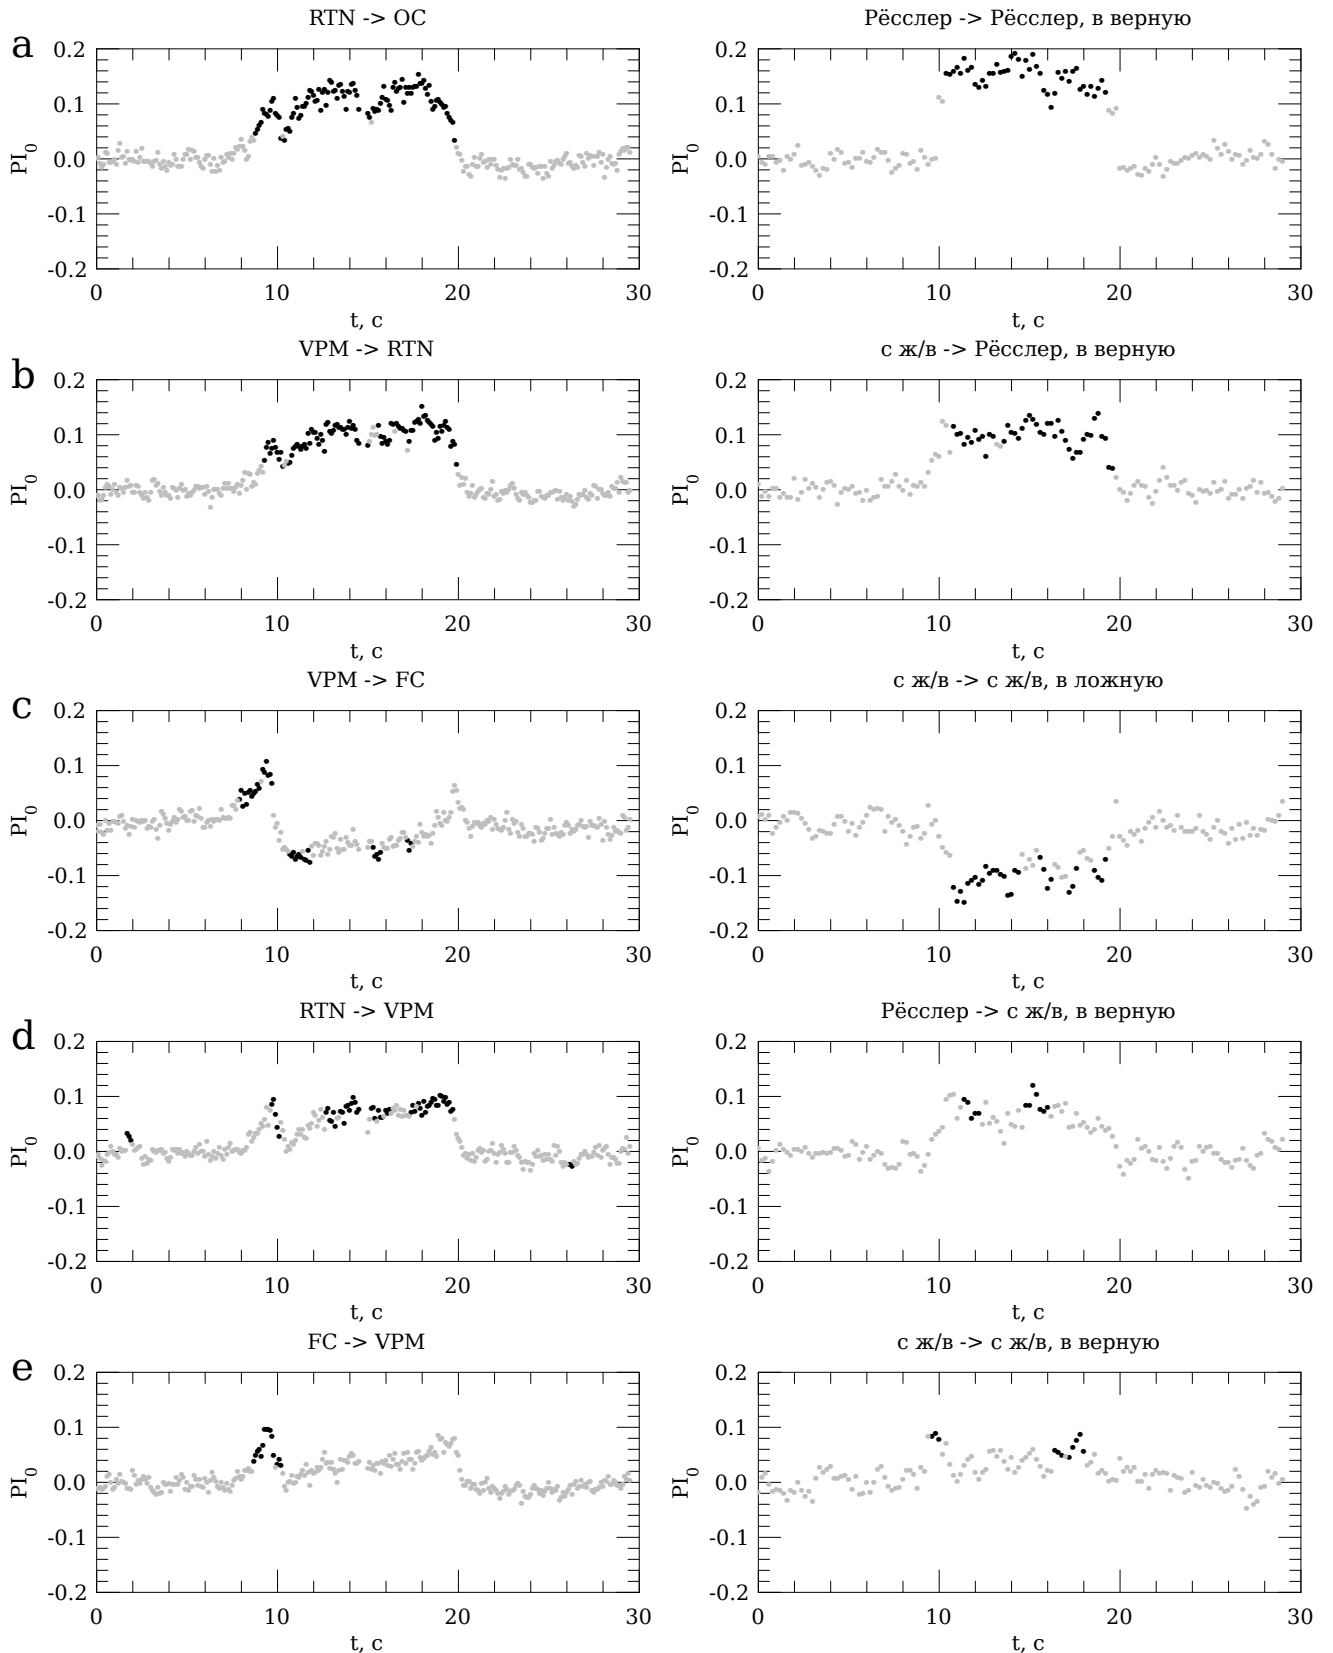 RTN -> OC
Рёсслер -> Рёсслер, в верную
a
0.2
0.1
0.0
-0.1
-0.2
PI0
0 10 20 30
t, с
0.2
0.1
0.0
-0.1
-0.2
PI0
0 10 20 30
t, с
VPM -> RTN
с ж/в -> Рёсслер, в верную
b
0.2
0.1
0.0
-0.1
-0.2
PI0
0 10 20 30
t, с
0.2
0.1
0.0
-0.1
-0.2
PI0
0 10 20 30
t, с
VPM -> FC
с ж/в -> с ж/в, в ложную
c
0.2
0.1
0.0
-0.1
-0.2
PI0
0 10 20 30
t, с
0.2
0.1
0.0
-0.1
-0.2
PI0
0 10 20 30
t, с
RTN -> VPM
Рёсслер -> с ж/в, в верную
d
0.2
0.1
0.0
-0.1
-0.2
PI0
0 10 20 30
t, с
0.2
0.1
0.0
-0.1
-0.2
PI0
0 10 20 30
t, с
FC -> VPM
с ж/в -> с ж/в, в верную
e
0.2
0.1
0.0
-0.1
-0.2
PI0
0 10 20 30
t, с
0.2
0.1
0.0
-0.1
-0.2
PI0
0 10 20 30
t, с